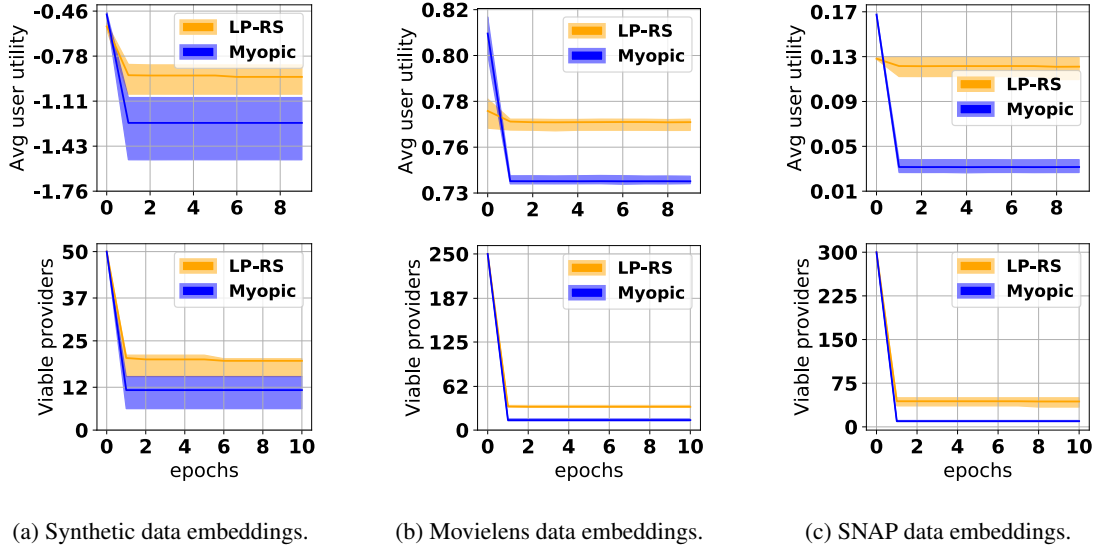 -0.46
-0.78
-1.11
-1.43
-1.76
Avg user utility
LP-RS
Myopic
0 2 4 6 8
0.82
0.80
0.78
0.76
0.73
Avg user utility
LP-RS
Myopic
0 2 4 6 8
0.17
0.13
0.09
0.05
0.01
Avg user utility
LP-RS
Myopic
0 2 4 6 8
50
37
25
12
0
Viable providers
LP-RS
Myopic
0 2 4 6 8 10
epochs
250
187
125
62
0
Viable providers
LP-RS
Myopic
0 2 4 6 8 10
300
225
150
75
0
Viable providers
LP-RS
Myopic
0 2 4 6 8 10
epochs
(a) Synthetic data embeddings.
(b) Movielens data embeddings.
(c) SNAP data embeddings.